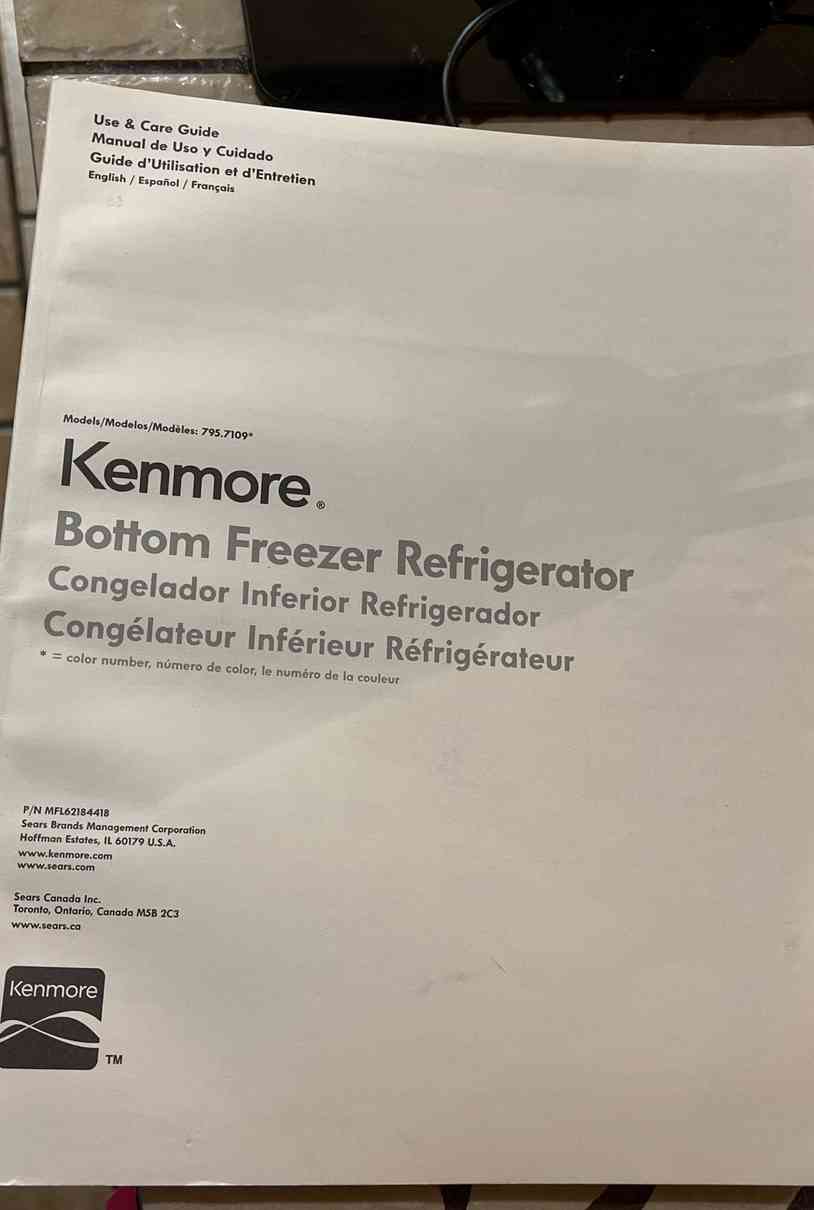 Use & Care Guide
Manual de Uso y Cuidado
Guide d'Utilisation et d'Entretien
English / Español / Français
Models/Modelos/Modèles: 795.7109*
Kenmore®
Bottom Freezer Refrigerator
Congelador Inferior Refrigerador
Congélateur Inférieur Réfrigérateur
* = color number, número de color, le numéro de la couleur
P/N MFL62184418
Sears Brands Management Corporation
Hoffman Estates, IL 60179 U.S.A.
www.kenmore.com
www.sears.com
Sears Canada Inc.
Toronto, Ontario, Canada M5B 2C3
www.sears.ca
Kenmore
TM